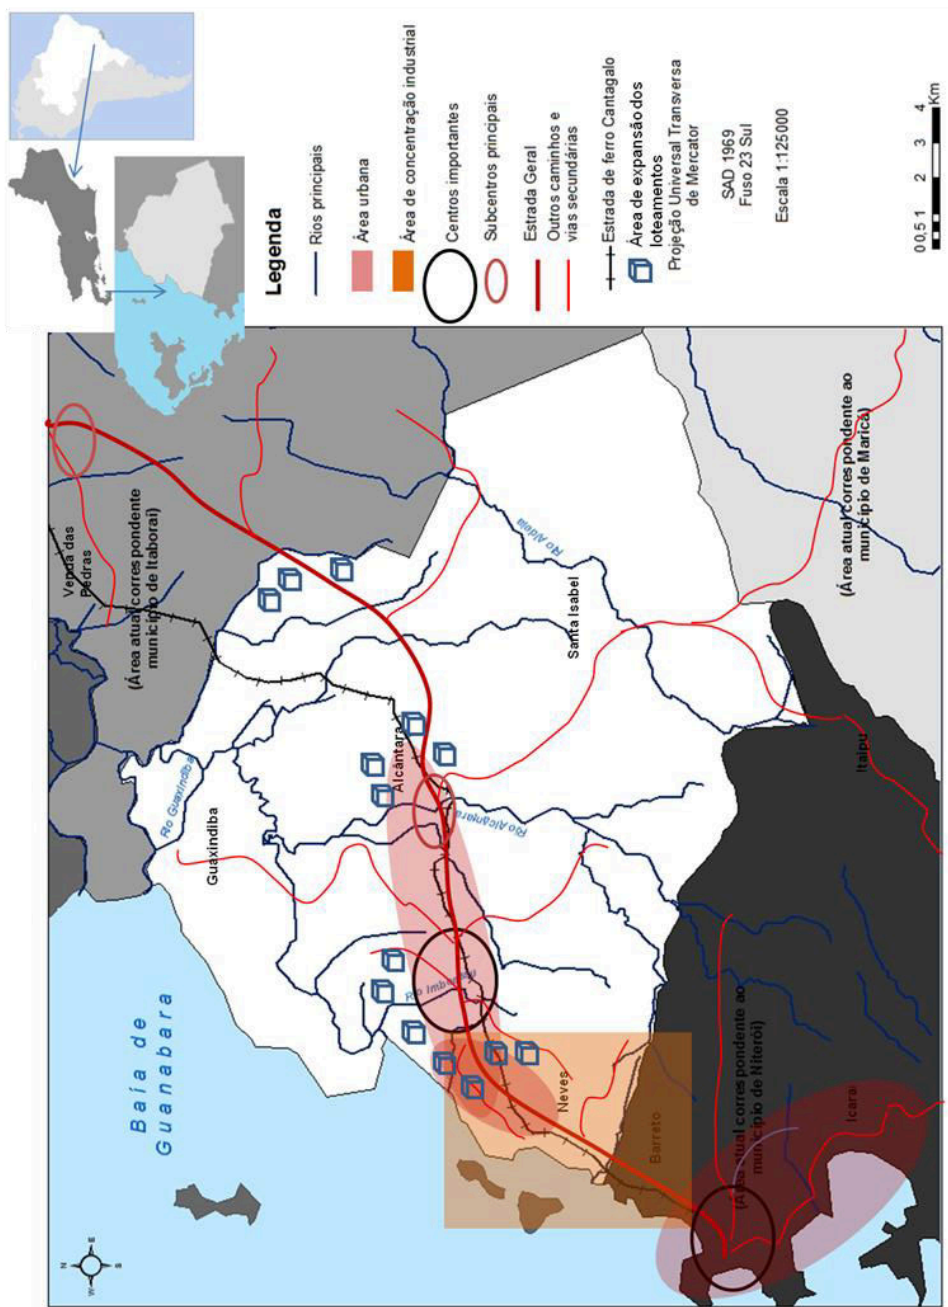 Legenda
Rios principais
Área urbana
Área de concentração industrial
Centros importantes
Subcentros principais
Estrada Geral
Outros caminhos e
vias secundárias
Estrada de ferro Cantagalo
Área de expansão dos
loteamentos
Projeção Universal Transversa
de Mercator
SAD 1969
Fuso 23 Sul
Escala 1:125000
0 0,5 1 2 3 4
Km
N
W E
S
Baía de
Guanabara
Venda das
Pedras
(Área atual correspondente
município de Itaboraí)
Rio Guaxindiba
Guaxindiba
Alcântara
Rio Alcântara
Rio Aldeia
Santa Isabel
(Área atual correspondente ao
município de Maricá)
Itaipu
Neves
Barreto
(Área atual correspondente ao
município de Niterói)
Icaraí